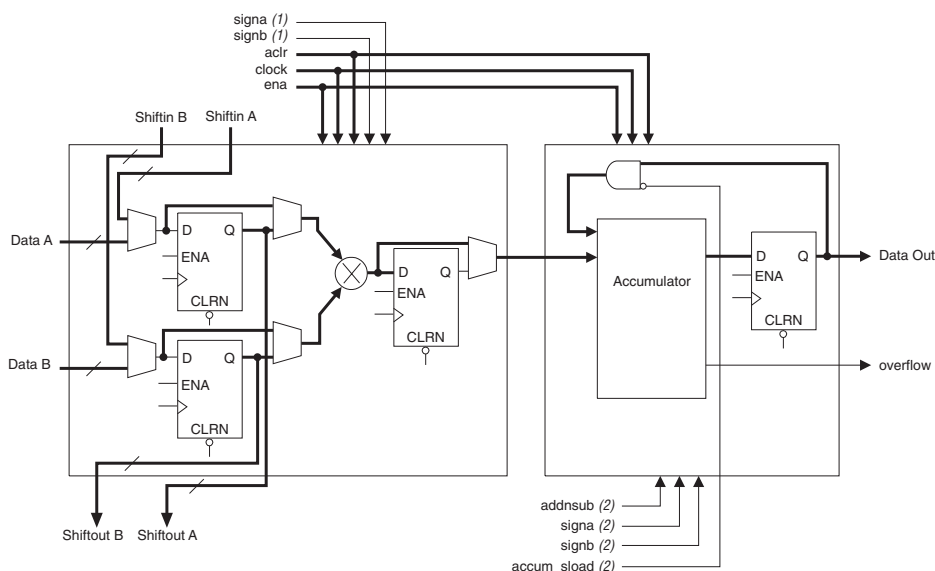 signa (1)
signb (1)
aclr
clock
ena
Shiftin B Shiftin A
Data A
D Q
ENA
CLRN
D Q
ENA
CLRN
Accumulator
D Q
ENA
CLRN
Data Out
Data B
D Q
ENA
CLRN
overflow
Shiftout B Shiftout A
addnsub (2)
signa (2)
signb (2)
accum_sload (2)